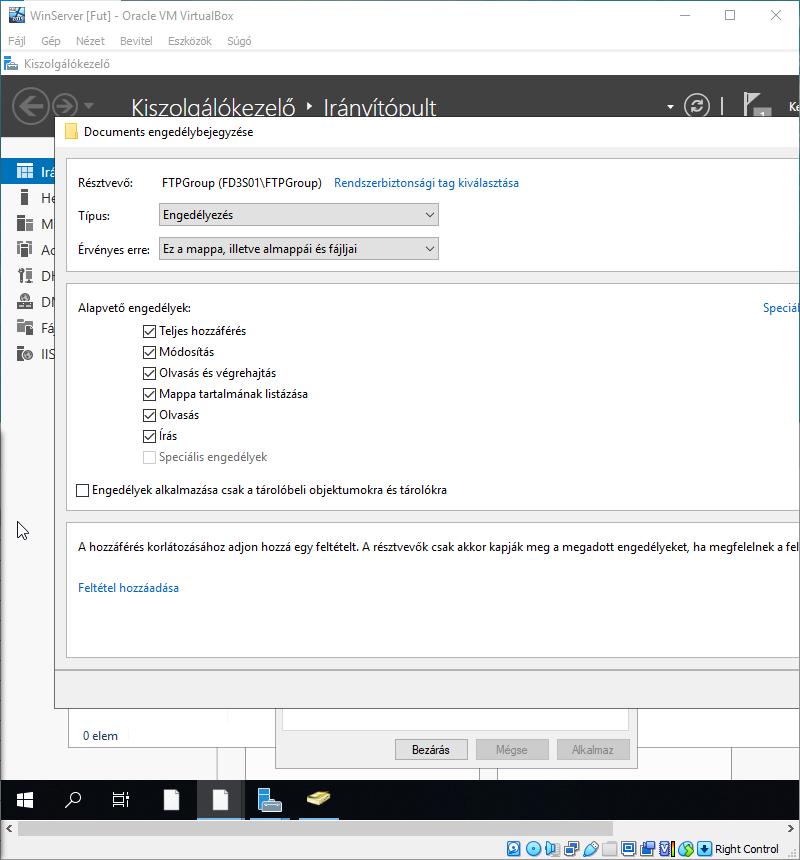 WinServer [Fut] - Oracle VM VirtualBox
Fájl Gép Nézet Bevitel Eszközök Súgó
Kiszolgálókezelő
Kiszolgálókezelő Irányítópult
1
Documents engedélybejegyzése
Résztvevő: FTPGroup (FD3S01\FTPGroup) Rendszerbiztonsági tag kiválasztása
Típus: Engedélyezés
Érvényes erre: Ez a mappa, illetve almappái és fájljai
Alapvető engedélyek:
Teljes hozzáférés
Módosítás
Olvasás és végrehajtás
Mappa tartalmának listázása
Olvasás
Írás
Speciális engedélyek
Engedélyek alkalmazása csak a tárolóbeli objektumokra és tárolókra
A hozzáférés korlátozásához adjon hozzá egy feltételt. A résztvevők csak akkor kapják meg a megadott engedélyeket, ha megfelelnek a fel
Feltétel hozzáadása
0 elem
Bezárás Mégse Alkalmaz
Right Control